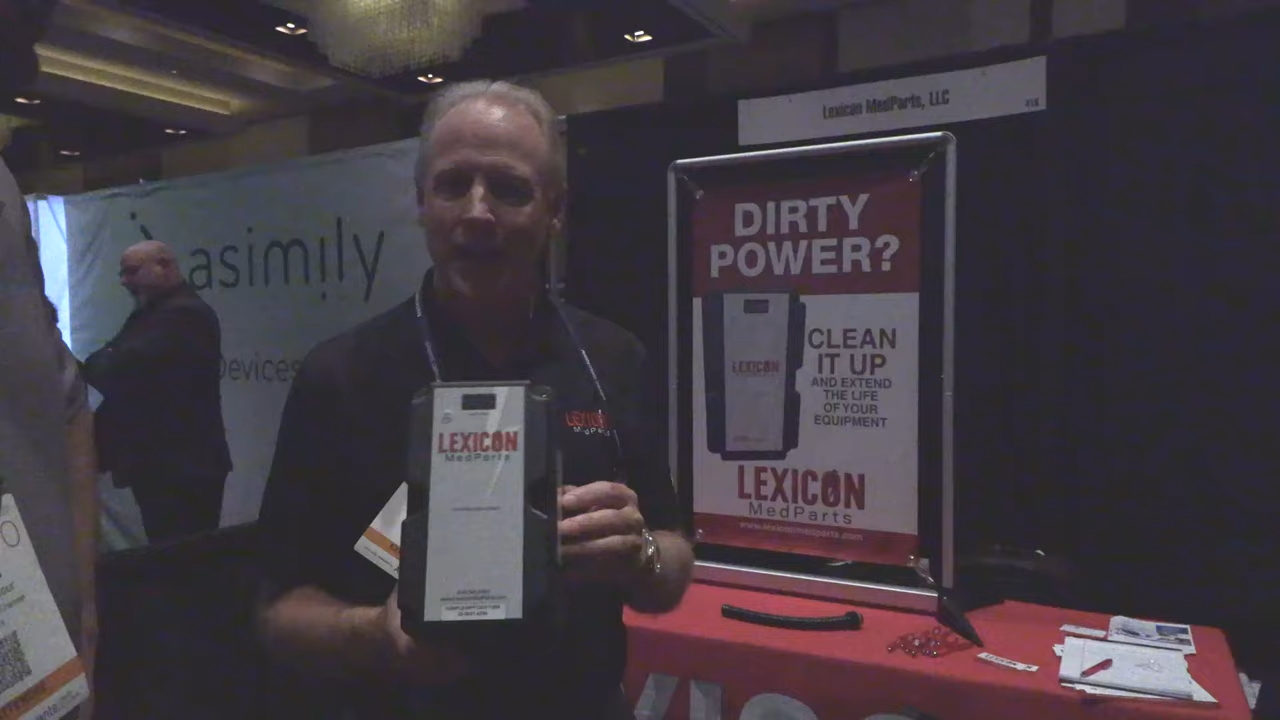 Lexicon MedParts, LLC
418
asimily
Devices
DIRTY
POWER?
LEXICON
CLEAN
IT UP
AND EXTEND
THE LIFE
OF YOUR
EQUIPMENT
LEXICON
MedParts
www.lexiconmedparts.com
LEXICON
MedParts
LEXICON
MedParts